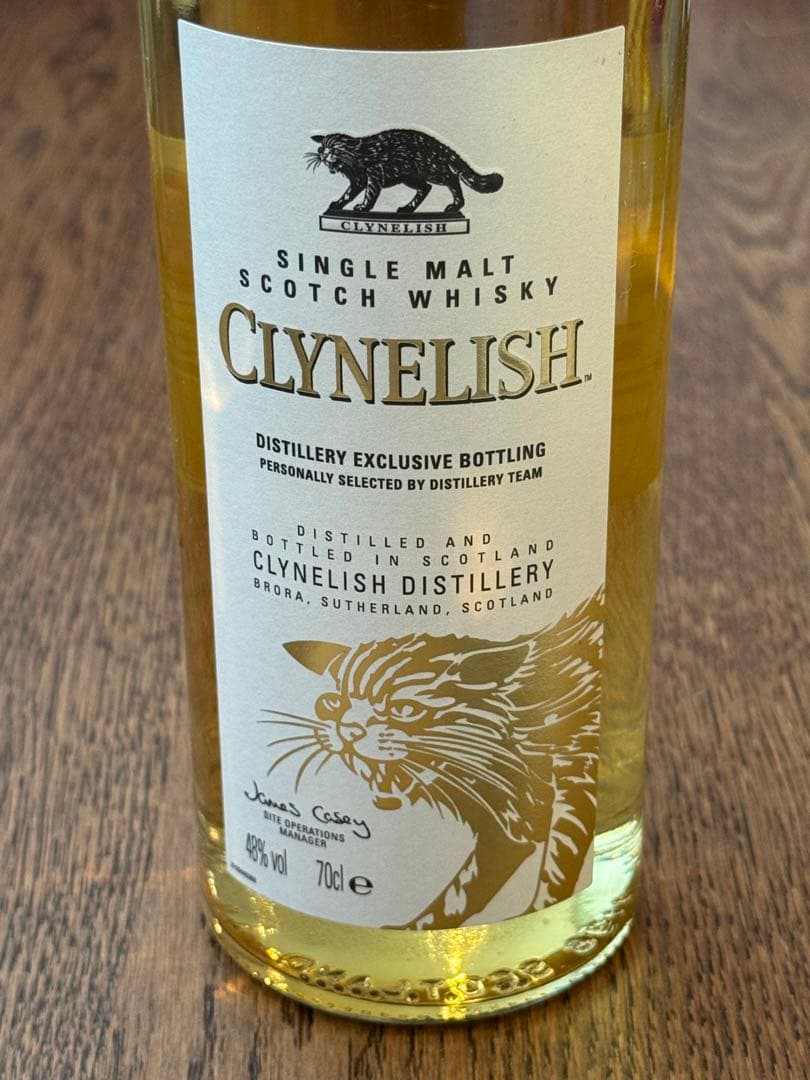 CLYNELISH
SINGLE MALT
SCOTCH WHISKY
CLYNELISH™
DISTILLERY EXCLUSIVE BOTTLING
PERSONALLY SELECTED BY DISTILLERY TEAM
DISTILLED AND
BOTTLED IN SCOTLAND
CLYNELISH DISTILLERY
BRORA, SUTHERLAND, SCOTLAND
James Casey
SITE OPERATIONS
MANAGER
48% vol 70cl e